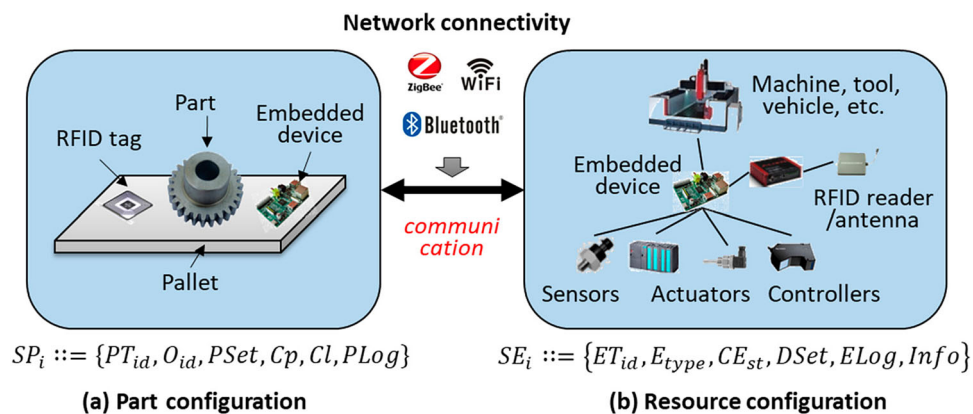 Network connectivity
ZigBee
WiFi
Bluetooth®
communi
cation
Part
RFID tag
Embedded
device
Pallet
Machine, tool,
vehicle, etc.
Embedded
device
RFID reader
/antenna
Sensors
Actuators
Controllers
SP_i ::= {PT_id, O_id, PSet, Cp, Cl, PLog}
SE_i ::= {ET_id, E_type, CE_st, DSet, ELog, Info}
(a) Part configuration
(b) Resource configuration